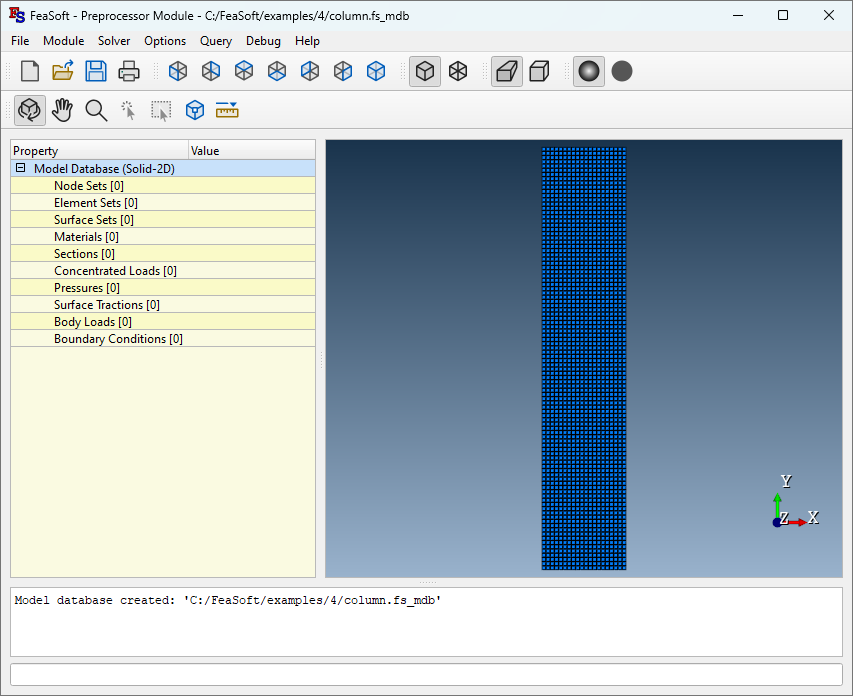 FS FeaSoft - Preprocessor Module - C:/FeaSoft/examples/4/column.fs_mdb
File Module Solver Options Query Debug Help
Property Value
Model Database (Solid-2D)
Node Sets [0]
Element Sets [0]
Surface Sets [0]
Materials [0]
Sections [0]
Concentrated Loads [0]
Pressures [0]
Surface Tractions [0]
Body Loads [0]
Boundary Conditions [0]
Y
Z X
Model database created: 'C:/FeaSoft/examples/4/column.fs_mdb'